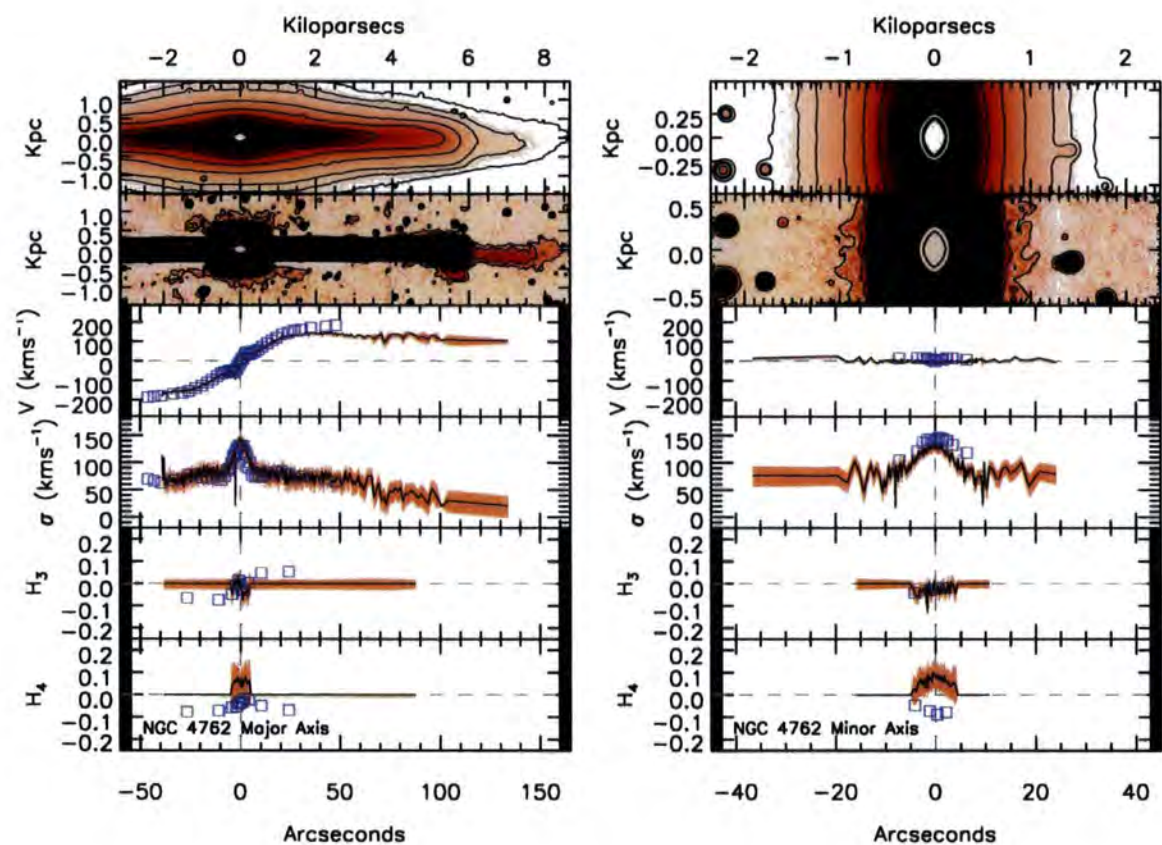 Kiloparsecs
-2 0 2 4 6 8
Kpc
1.0
0.5
0.0
-0.5
-1.0
Kpc
1.0
0.5
0.0
-0.5
-1.0
V (kms⁻¹)
200
100
0
-100
-200
σ (kms⁻¹)
150
100
50
0
H₃
0.2
0.1
0.0
-0.1
-0.2
H₄
0.2
0.1
0.0
-0.1
-0.2
NGC 4762 Major Axis
-50 0 50 100 150
Arcseconds
Kiloparsecs
-2 -1 0 1 2
Kpc
0.25
0.00
-0.25
Kpc
0.5
0.0
-0.5
V (kms⁻¹)
200
100
0
-100
-200
σ (kms⁻¹)
150
100
50
0
H₃
0.2
0.1
0.0
-0.1
-0.2
H₄
0.2
0.1
0.0
-0.1
-0.2
NGC 4762 Minor Axis
-40 -20 0 20 40
Arcseconds